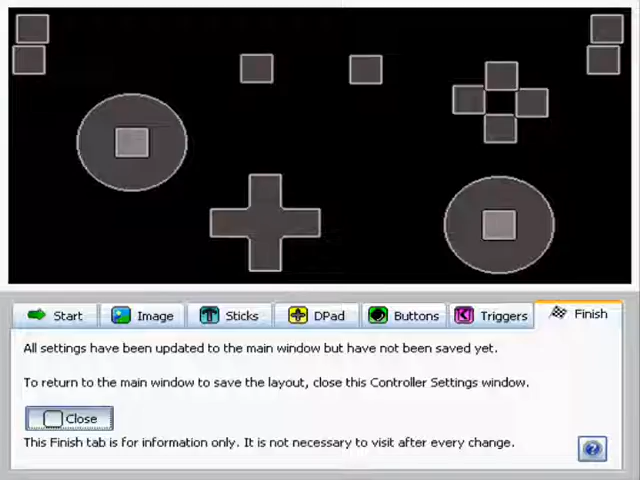 Start Image Sticks DPad Buttons Triggers Finish
All settings have been updated to the main window but have not been saved yet.
To return to the main window to save the layout, close this Controller Settings window.
Close
This Finish tab is for information only. It is not necessary to visit after every change.
?